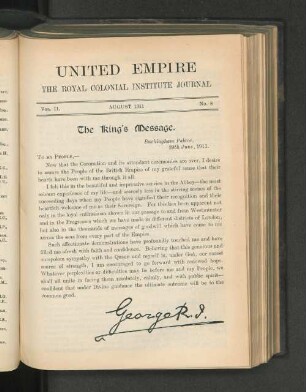 UNITED EMPIRE
THE ROYAL COLONIAL INSTITUTE JOURNAL
Vol. II. AUGUST 1911 No. 8
The King's Message.
Buckingham Palace,
29th June, 1911.
To my People,—
Now that the Coronation and its attendant ceremonies are over, I desire
to assure the People of the British Empire of my grateful sense that their
hearts have been with me through it all.
I felt this in the beautiful and impressive service in the Abbey—the most
solemn experience of my life—and scarcely less in the stirring scenes of the
succeeding days when my People have signified their recognition and their
heartfelt welcome of me as their Sovereign. For this has been apparent not
only in the loyal enthusiasm shown in our passage to and from Westminster
and in the Progresses which we have made in different districts of London,
but also in the thousands of messages of goodwill which have come to me
across the seas from every part of the Empire.
Such affectionate demonstrations have profoundly touched me and have
filled me afresh with faith and confidence. Believing that this generous and
outspoken sympathy with the Queen and myself is, under God, our surest
source of strength, I am encouraged to go forward with renewed hope.
Whatever perplexities or difficulties may lie before me and my People, we
shall all unite in facing them resolutely, calmly, and with public spirit,
confident that under Divine guidance the ultimate outcome will be to the
common good.
George R.I.